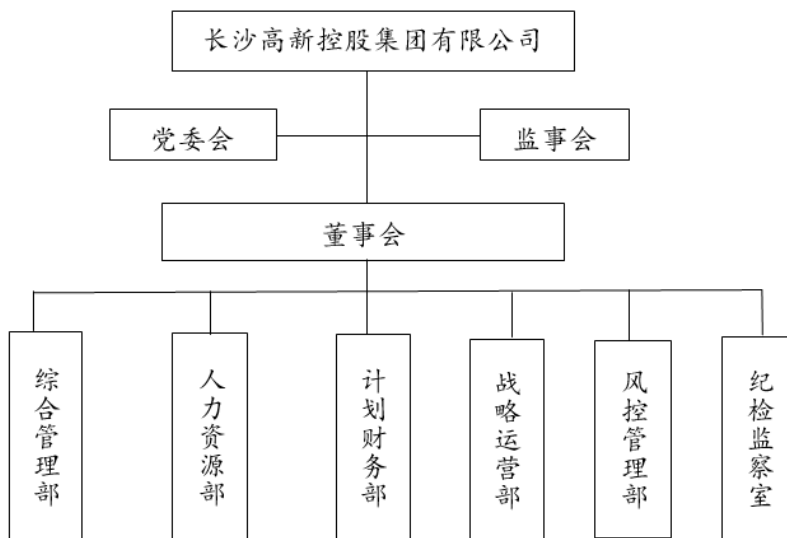 长沙高新控股集团有限公司
党委会
监事会
董事会
综合管理部
人力资源部
计划财务部
战略运营部
风控管理部
纪检监察室